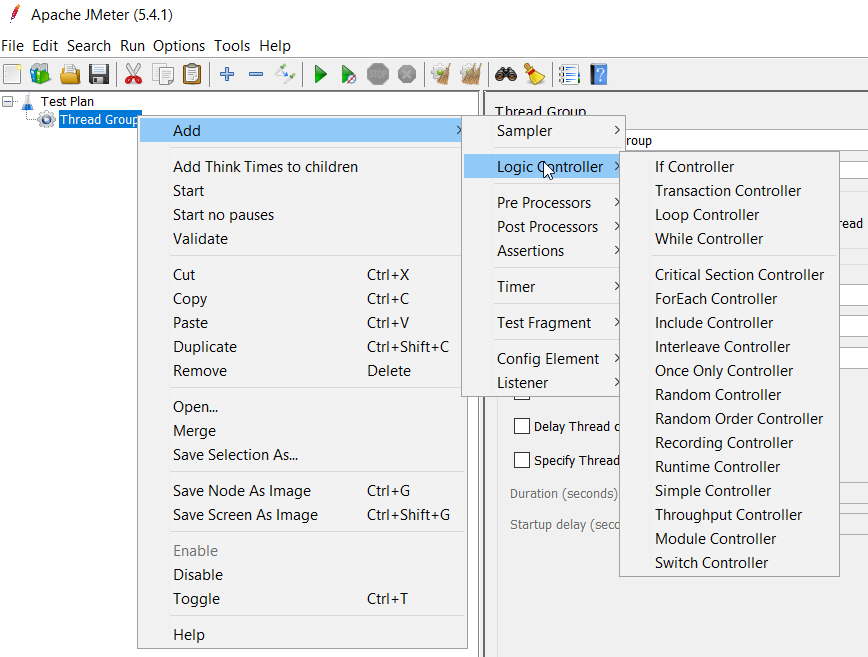 Apache JMeter (5.4.1)
File Edit Search Run Options Tools Help
STOP
Test Plan
Thread Group
Thread Group
roup
read
Add
Add Think Times to children
Start
Start no pauses
Validate
Cut Ctrl+X
Copy Ctrl+C
Paste Ctrl+V
Duplicate Ctrl+Shift+C
Remove Delete
Open...
Merge
Save Selection As...
Save Node As Image Ctrl+G
Save Screen As Image Ctrl+Shift+G
Enable
Disable
Toggle Ctrl+T
Help
Sampler
Logic Controller
Pre Processors
Post Processors
Assertions
Timer
Test Fragment
Config Element
Listener
If Controller
Transaction Controller
Loop Controller
While Controller
Critical Section Controller
ForEach Controller
Include Controller
Interleave Controller
Once Only Controller
Random Controller
Random Order Controller
Recording Controller
Runtime Controller
Simple Controller
Throughput Controller
Module Controller
Switch Controller
Delay Thread c
Specify Thread
Duration (seconds)
Startup delay (sec